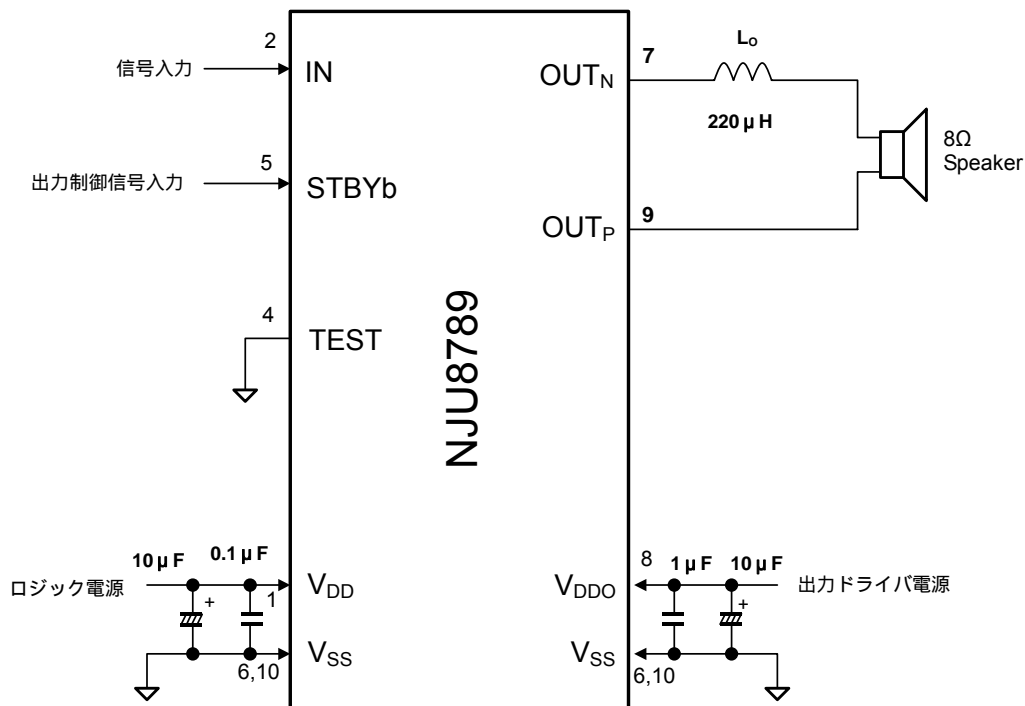 2
信号入力
IN
5
出力制御信号入力
STBYb
4
TEST
NJU8789
OUTN
7
Lo
220μH
8Ω
Speaker
OUTP
9
10μF
0.1μF
ロジック電源
+
1
VDD
6,10
VSS
8
1μF
10μF
VDDO
出力ドライバ電源
+
VSS
6,10